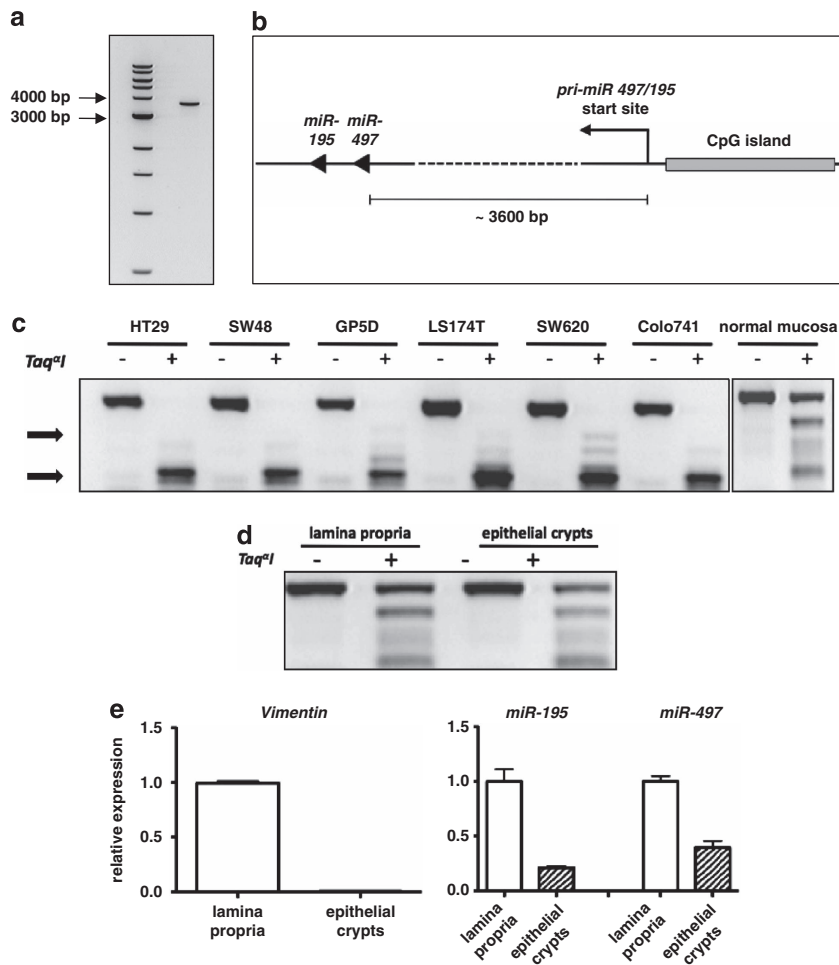 a
4000 bp
3000 bp
b
miR-
195
miR-
497
pri-miR 497/195
start site
CpG island
~ 3600 bp
c
HT29 SW48 GP5D LS174T SW620 Colo741 normal mucosa
TaqᵅI - + - + - + - + - + - + - +
d
lamina propria epithelial crypts
TaqᵅI - + - +
e
Vimentin
relative expression
1.5
1.0
0.5
0.0
lamina
propria
epithelial
crypts
miR-195 miR-497
1.5
1.0
0.5
0.0
lamina
propria
epithelial
crypts
lamina
propria
epithelial
crypts